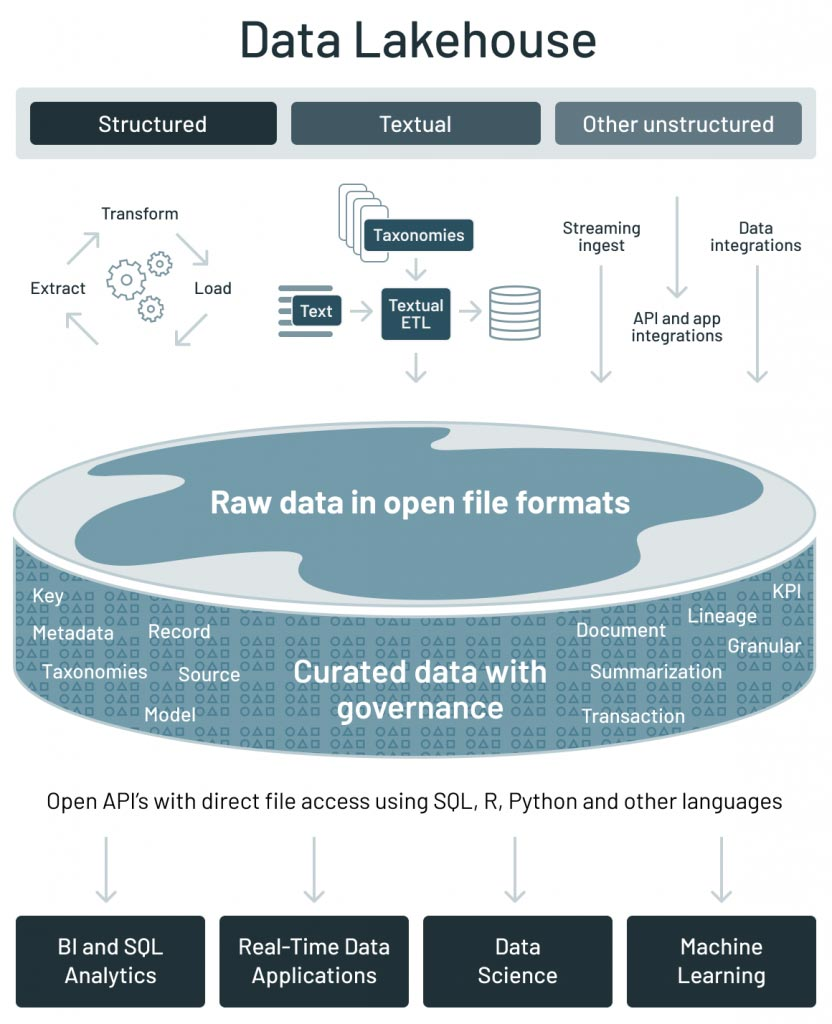 Data Lakehouse
Structured
Textual
Other unstructured
Transform
Extract
Load
Taxonomies
Text
Textual
ETL
Streaming
ingest
API and app
integrations
Data
integrations
Raw data in open file formats
Key
Metadata
Record
Taxonomies
Source
Model
Curated data with
governance
KPI
Lineage
Document
Granular
Summarization
Transaction
Open API's with direct file access using SQL, R, Python and other languages
BI and SQL
Analytics
Real-Time Data
Applications
Data
Science
Machine
Learning